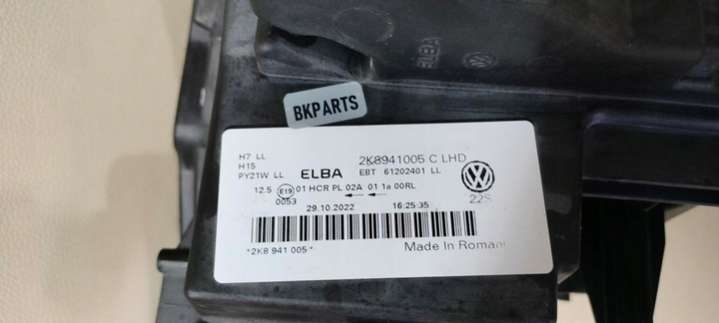 ELBA
BKPARTS
H7 LL
H15
PY21W LL
ELBA
2K8941005 C LHD
EBT 61202401 LL
12.5 E19 01 HCR PL 02A 01 1a 00RL
0053
29.10.2022 16:25:35
22S
*2K8 941 005*
Made In Romani